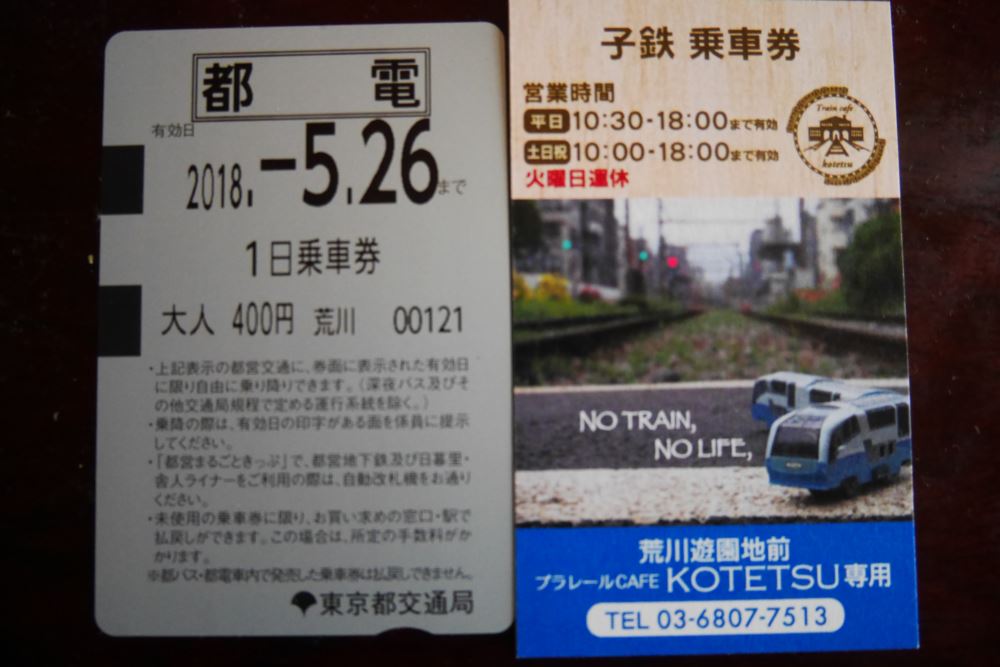 都電
有効日
2018.-5.26まで
1日乗車券
大人 400円 荒川 00121
・上記表示の都営交通に、券面に表示された有効日
に限り自由に乗り降りできます。(深夜バス及びそ
の他交通局規程で定める運行系統を除く。)
・乗降の際は、有効日の印字がある面を係員に提示
してください。
・「都営まるごときっぷ」で、都営地下鉄及び日暮里・
舎人ライナーをご利用の際は、自動改札機をお通り
ください。
・未使用の乗車券に限り、お買い求めの窓口・駅で
払戻しができます。この場合は、所定の手数料がか
かります。
※都バス・都電車内で発売した乗車券は払戻しできません。
東京都交通局
子鉄 乗車券
営業時間
平日 10:30-18:00まで有効
土日祝 10:00-18:00まで有効
火曜日運休
Train cafe
kotetsu
NO TRAIN,
NO LIFE,
荒川遊園地前
プラレールCAFE KOTETSU専用
TEL 03-6807-7513